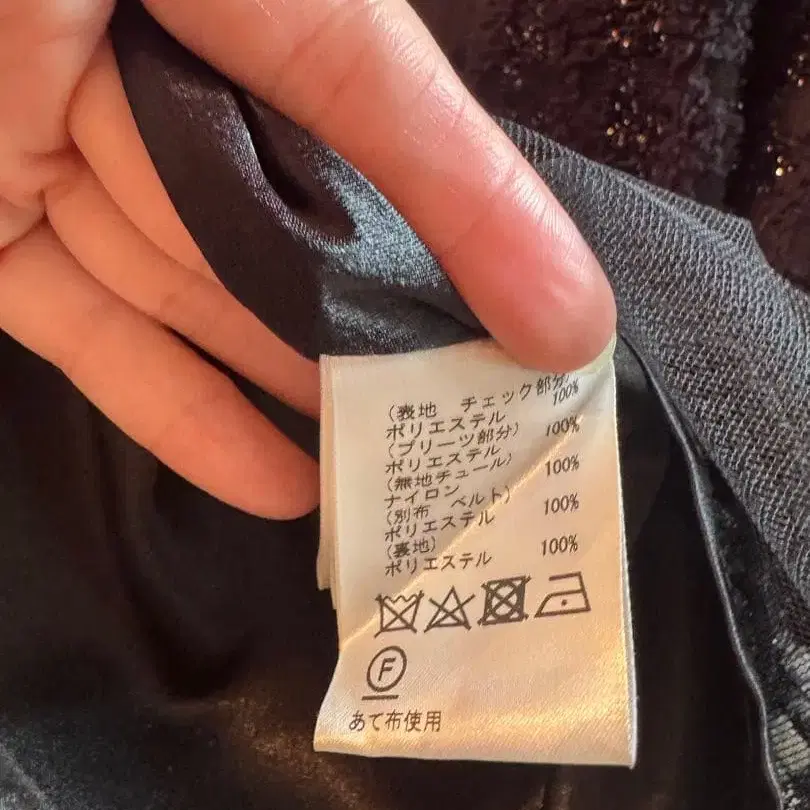 (表地 チェック部分)
ポリエステル 100%
(プリーツ部分)
ポリエステル 100%
(無地チュール)
ナイロン 100%
(別布 ベルト)
ポリエステル 100%
(裏地)
ポリエステル 100%
F
あて布使用